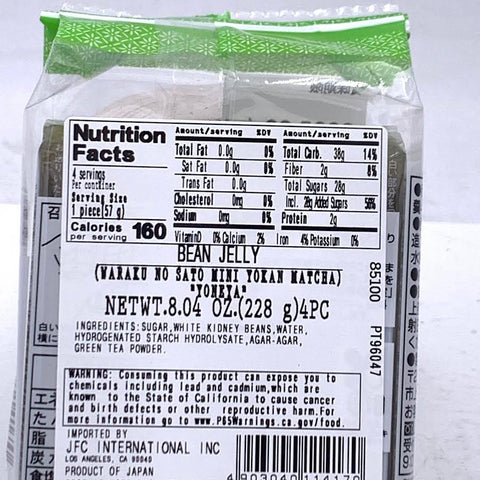 Nutrition Facts
4 servings
Per container
Serving Size
1 piece(57 g)
Calories
per serving 160
Amount/serving %DV
Total Fat 0.0g 0%
Sat Fat 0.0g 0%
Trans Fat 0.0g
Cholesterol 0mg 0%
Sodium 0mg 0%
Amount/serving %DV
Total Carb. 38g 14%
Fiber 2g 8%
Total Sugars 28g
Incl. 28g Added Sugars 56%
Protein 2g
VitaminD 0% Calcium 2% Iron 4% Potassium 0%
BEAN JELLY
(WARAKU NO SATO MINI YOKAN MATCHA)
"YONEYA"
NETWT.8.04 OZ.(228 g)4PC
INGREDIENTS:SUGAR,WHITE KIDNEY BEANS,WATER,
HYDROGENATED STARCH HYDROLYSATE,AGAR-AGAR,
GREEN TEA POWDER.
85100 PT96047
WARNING: Consuming this product can expose you to
chemicals including lead and cadmium,which are
known to the State of California to cause cancer
and birth defects or other reproductive harm.For
more information go to www.P65Warnings.ca.gov/food.
IMPORTED BY
JFC INTERNATIONAL INC
LOS ANGELES, CA 90040
PRODUCT OF JAPAN
4 903040 114170